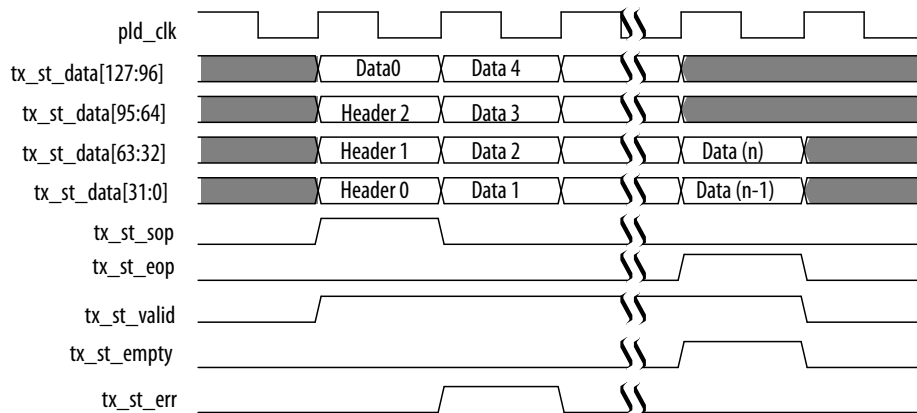 pld_clk
tx_st_data[127:96] Data0 Data 4
tx_st_data[95:64] Header 2 Data 3
tx_st_data[63:32] Header 1 Data 2 Data (n)
tx_st_data[31:0] Header 0 Data 1 Data (n-1)
tx_st_sop
tx_st_eop
tx_st_valid
tx_st_empty
tx_st_err